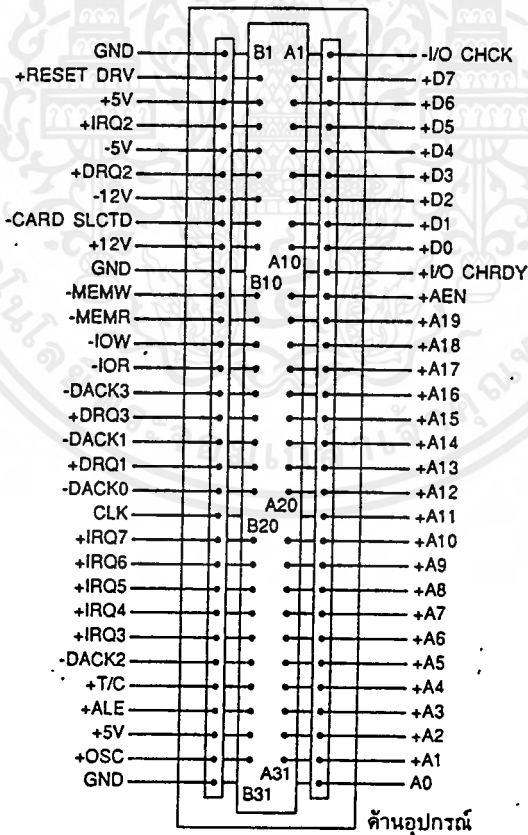 GND B1 A1 -I/O CHCK
+RESET DRV +D7
+5V +D6
+IRQ2 +D5
-5V +D4
+DRQ2 +D3
-12V +D2
-CARD SLCTD +D1
+12V +D0
GND A10 +I/O CHRDY
-MEMW B10 +AEN
-MEMR +A19
-IOW +A18
-IOR +A17
-DACK3 +A16
+DRQ3 +A15
-DACK1 +A14
+DRQ1 +A13
-DACK0 +A12
CLK A20 +A11
+IRQ7 B20 +A10
+IRQ6 +A9
+IRQ5 +A8
+IRQ4 +A7
+IRQ3 +A6
-DACK2 +A5
+T/C +A4
+ALE +A3
+5V +A2
+OSC A31 +A1
GND B31 A0
ด้านอุปกรณ์